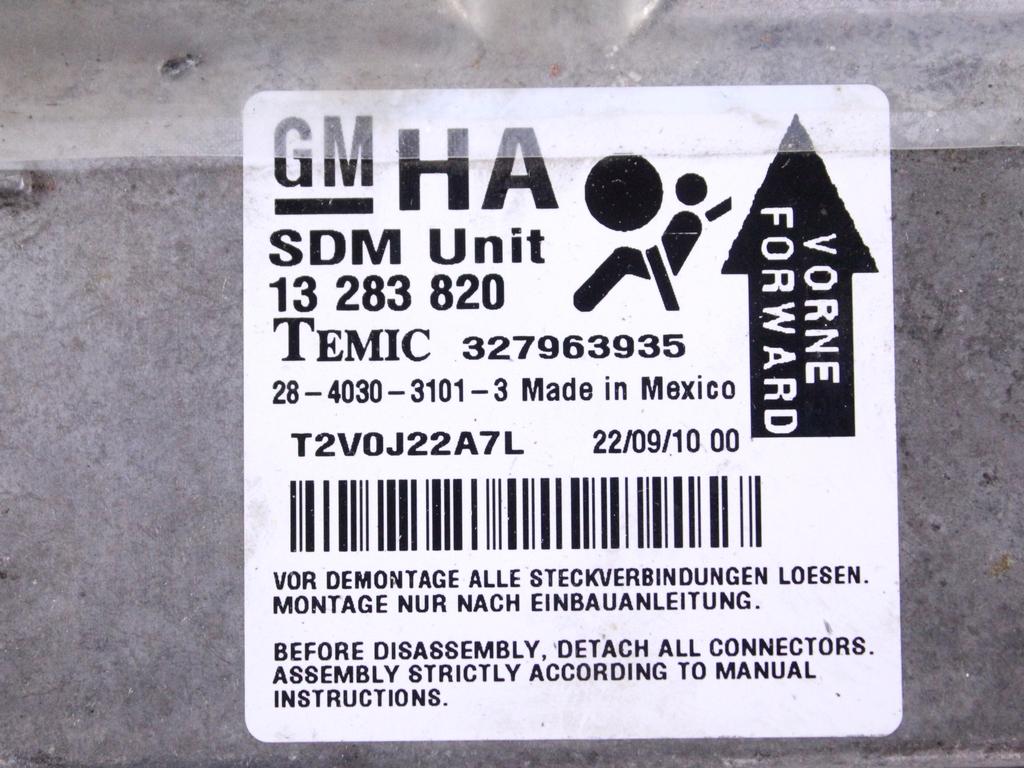 GM HA
SDM Unit
13 283 820
TEMIC 327963935
28-4030-3101-3 Made in Mexico
T2V0J22A7L 22/09/10 00
VORNE
FORWARD
VOR DEMONTAGE ALLE STECKVERBINDUNGEN LOESEN.
MONTAGE NUR NACH EINBAUANLEITUNG.
BEFORE DISASSEMBLY, DETACH ALL CONNECTORS.
ASSEMBLY STRICTLY ACCORDING TO MANUAL
INSTRUCTIONS.